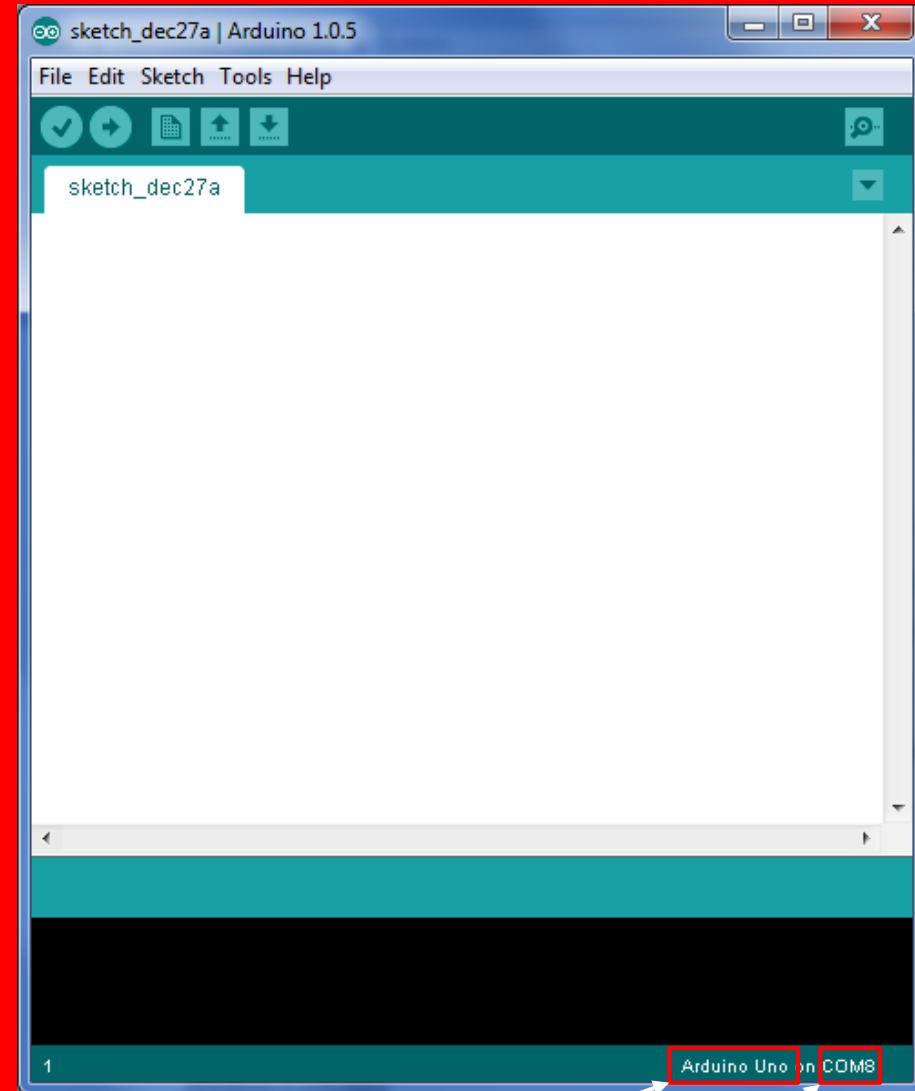 sketch_dec27a | Arduino 1.0.5
File Edit Sketch Tools Help
sketch_dec27a
1
Arduino Uno on COM8